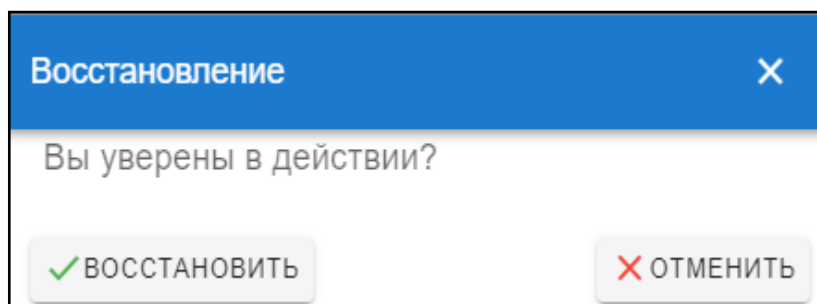 Восстановление
Вы уверены в действии?
ВОССТАНОВИТЬ ОТМЕНИТЬ